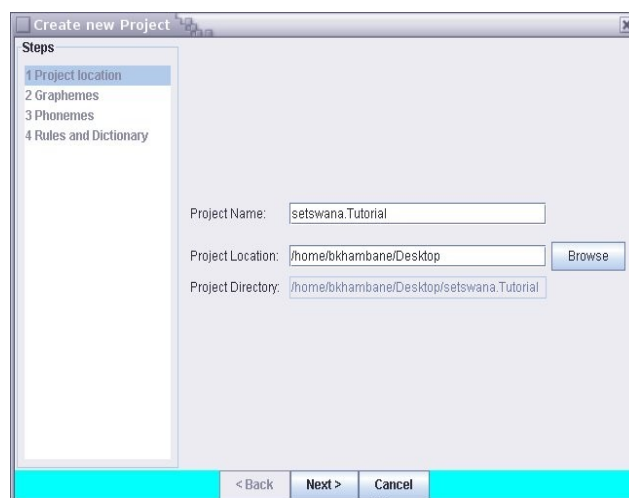 Create new Project
Steps
1 Project location
2 Graphemes
3 Phonemes
4 Rules and Dictionary
Project Name: setswana.Tutorial
Project Location: /home/bkhambane/Desktop Browse
Project Directory: /home/bkhambane/Desktop/setswana.Tutorial
< Back Next > Cancel